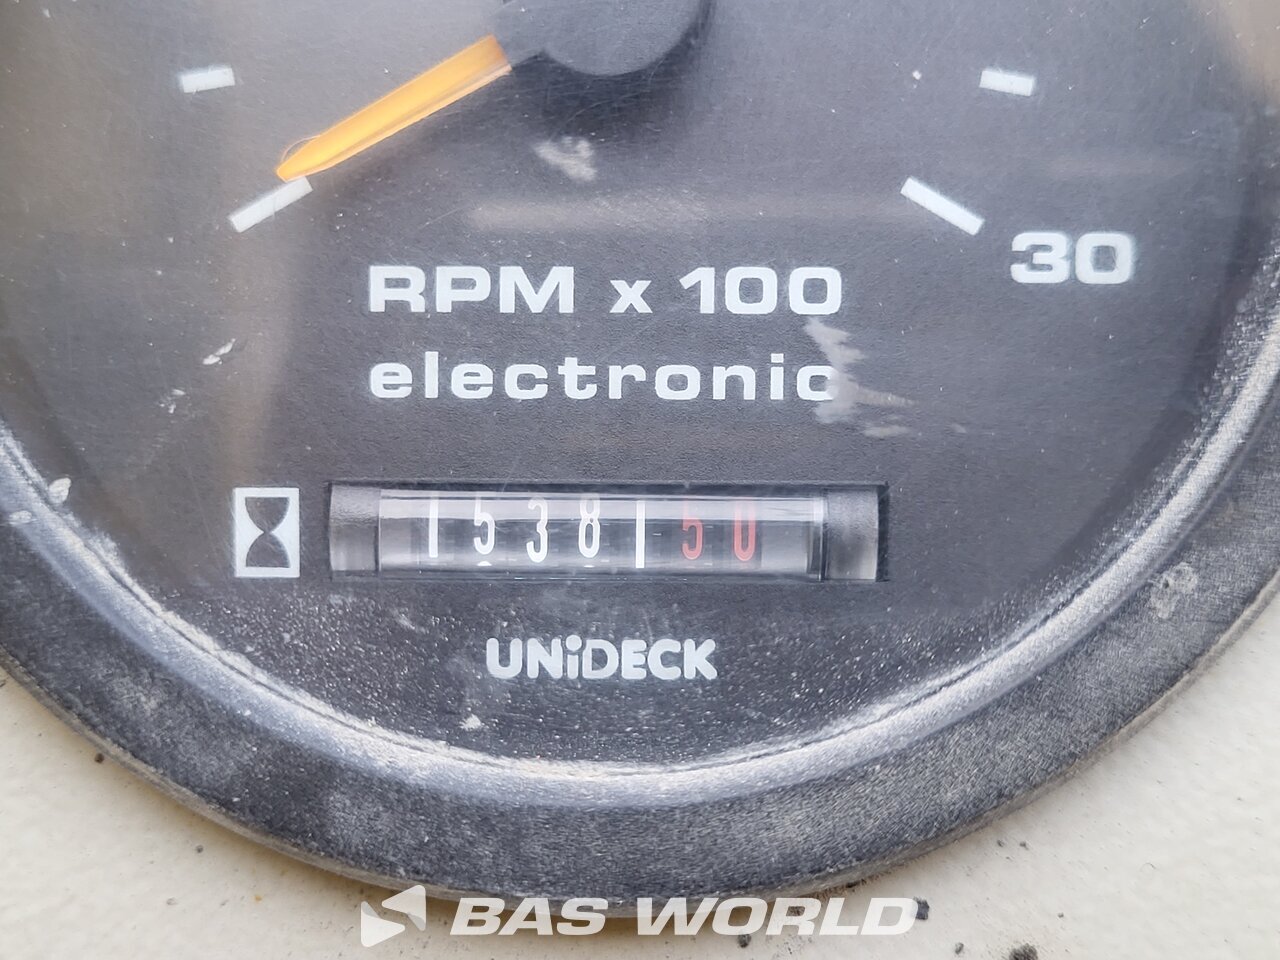 30
RPM x 100
electronic
1538|50
UNiDECK
BAS WORLD